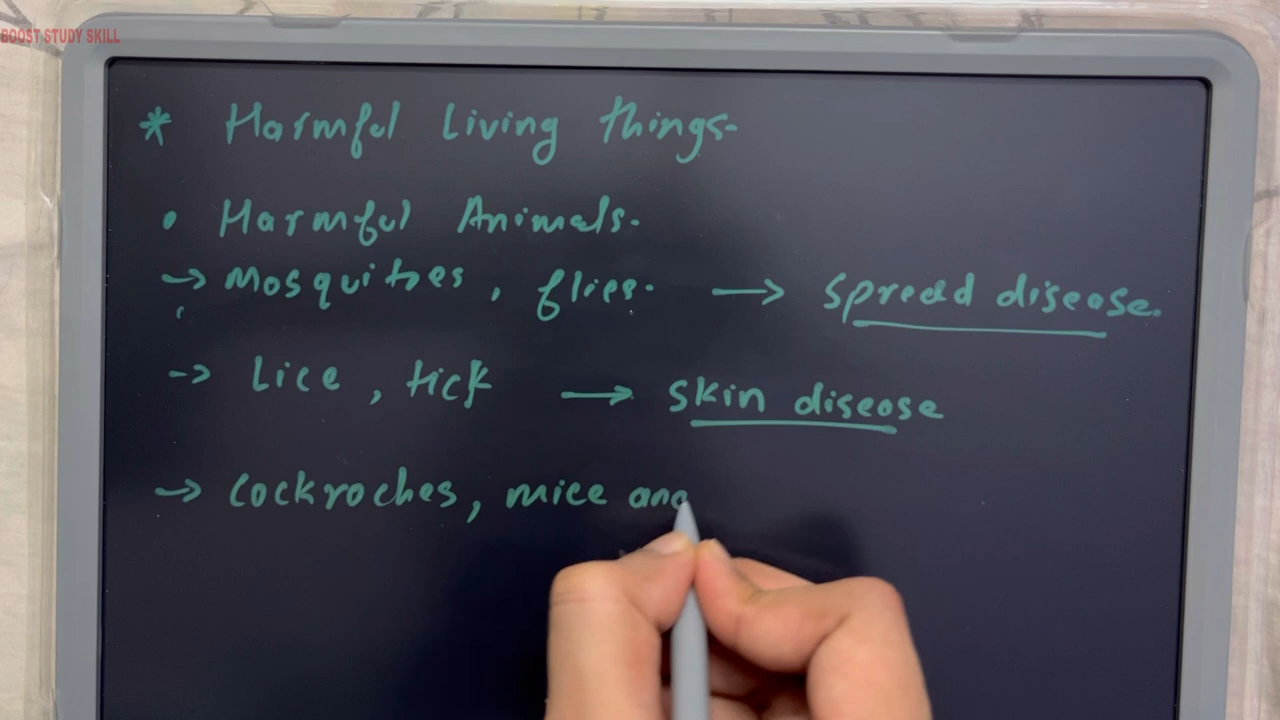 BOOST STUDY SKILL
* Harmful Living things.
• Harmful Animals.
→ Mosquitoes, flies. → spread disease.
→ Lice, tick → skin disease
→ Cockroches, mice and